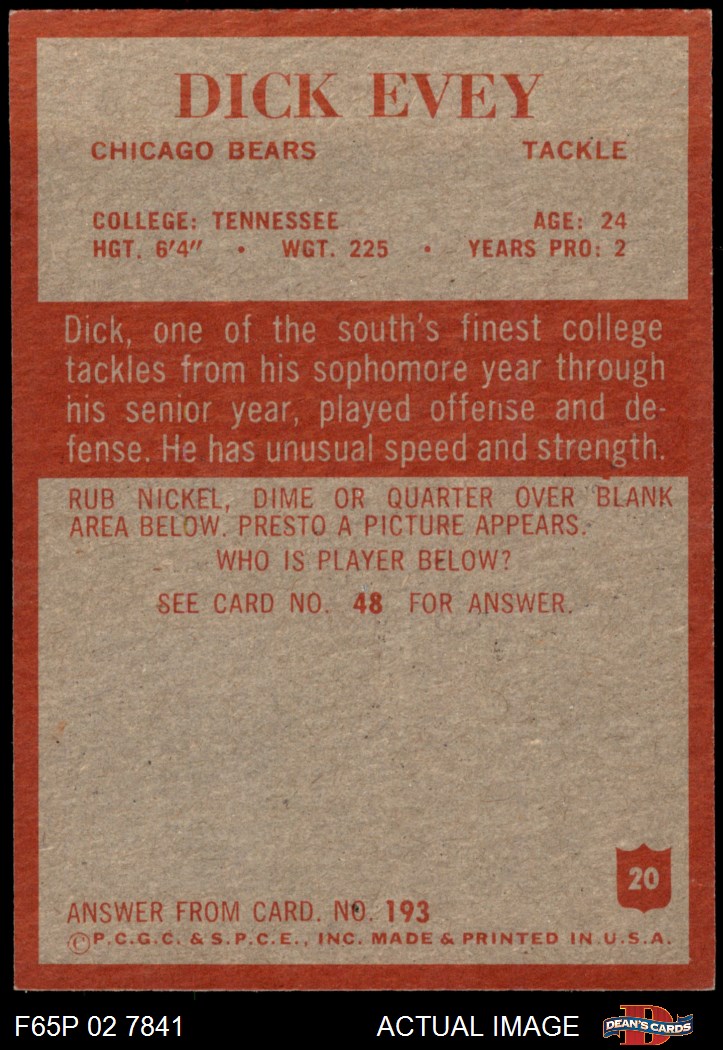 DICK EVEY
CHICAGO BEARS TACKLE
COLLEGE: TENNESSEE AGE: 24
HGT. 6'4" • WGT. 225 • YEARS PRO: 2
Dick, one of the south's finest college
tackles from his sophomore year through
his senior year, played offense and de-
fense. He has unusual speed and strength.
RUB NICKEL, DIME OR QUARTER OVER BLANK
AREA BELOW. PRESTO A PICTURE APPEARS.
WHO IS PLAYER BELOW?
SEE CARD NO. 48 FOR ANSWER.
20
ANSWER FROM CARD. NO. 193
©P.C.G.C. & S.P.C.E., INC. MADE & PRINTED IN U.S.A.
F65P 02 7841 ACTUAL IMAGE D DEAN'S CARDS